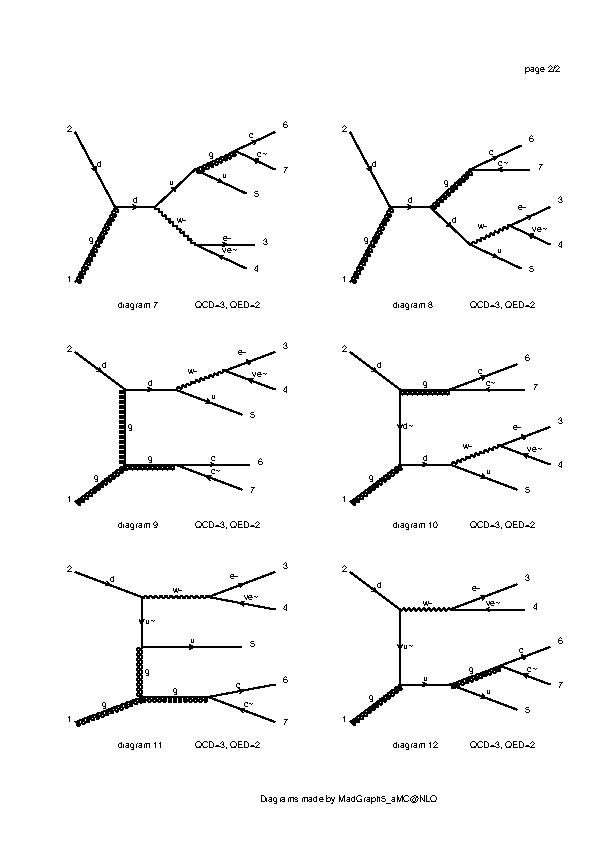 page 2/2
2 d g 1 d u w- g u c c~ e- ve~ 6 7 5 3 4
diagram 7 QCD=3, QED=2
2 d g 1 d g d c c~ w- e- ve~ u 6 7 3 4 5
diagram 8 QCD=3, QED=2
2 d d w- e- ve~ u 3 4 5 g g g c c~ 6 7 1
diagram 9 QCD=3, QED=2
2 d g c c~ 6 7 d~ g d w- e- ve~ u 3 4 5 1
diagram 10 QCD=3, QED=2
2 d w- e- ve~ 3 4 u~ u 5 g g g c c~ 6 7 1
diagram 11 QCD=3, QED=2
2 d w- e- ve~ 3 4 u~ g u g c c~ u 6 7 5 1
diagram 12 QCD=3, QED=2
Diagrams made by MadGraph5_aMC@NLO